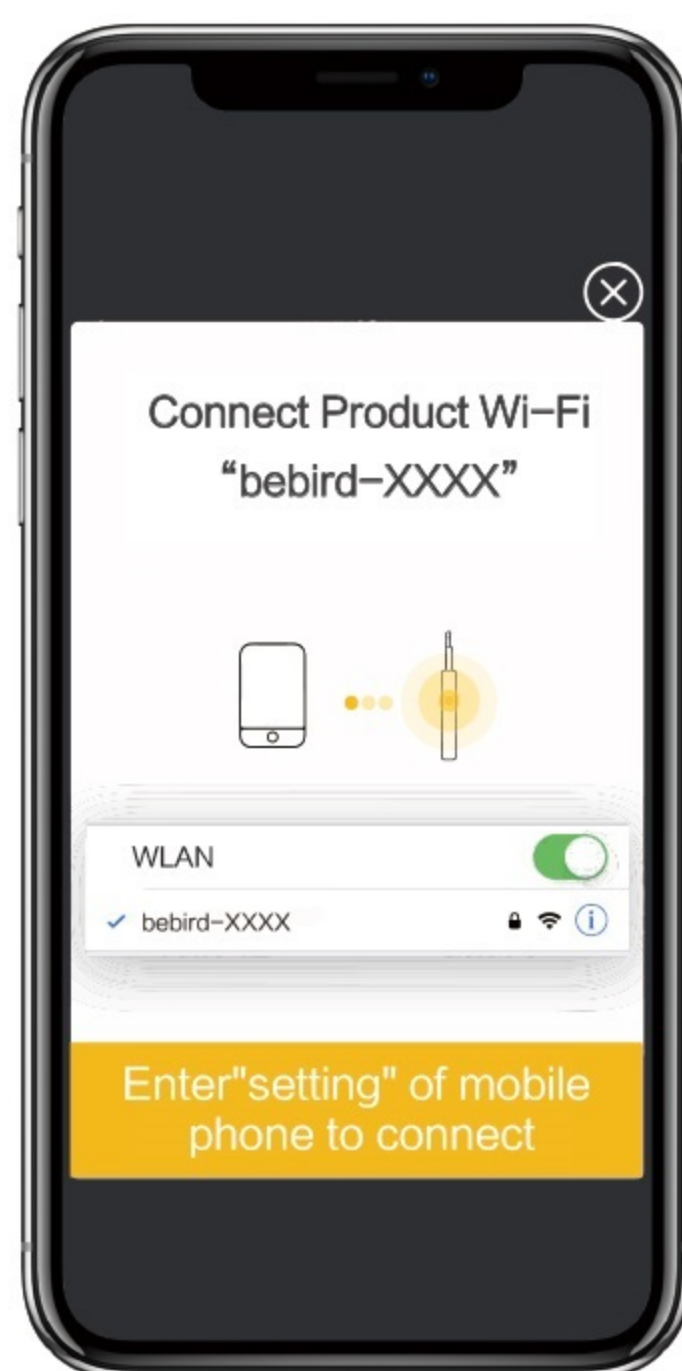 Connect Product Wi-Fi
“bebird-XXXX”
WLAN
bebird-XXXX
Enter"setting" of mobile
phone to connect